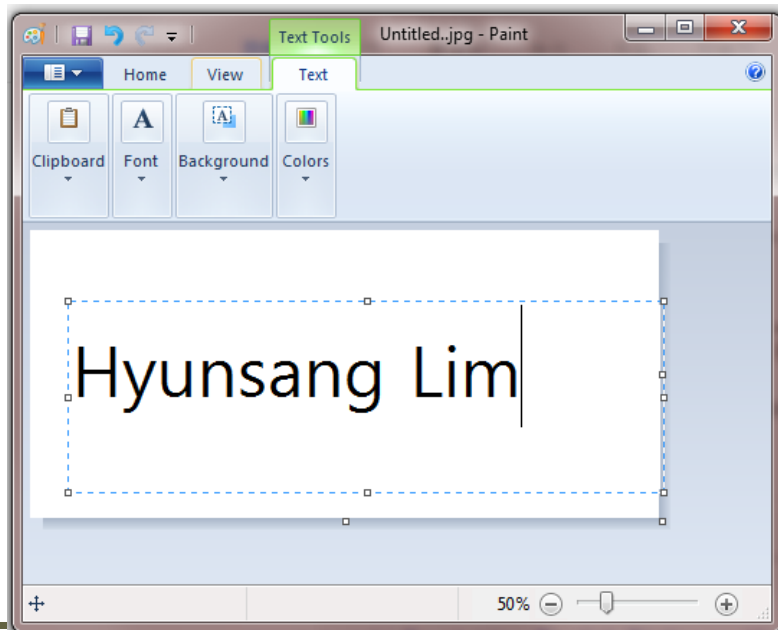 Text Tools Untitled..jpg - Paint
Home View Text
Clipboard Font Background Colors
Hyunsang Lim
50%